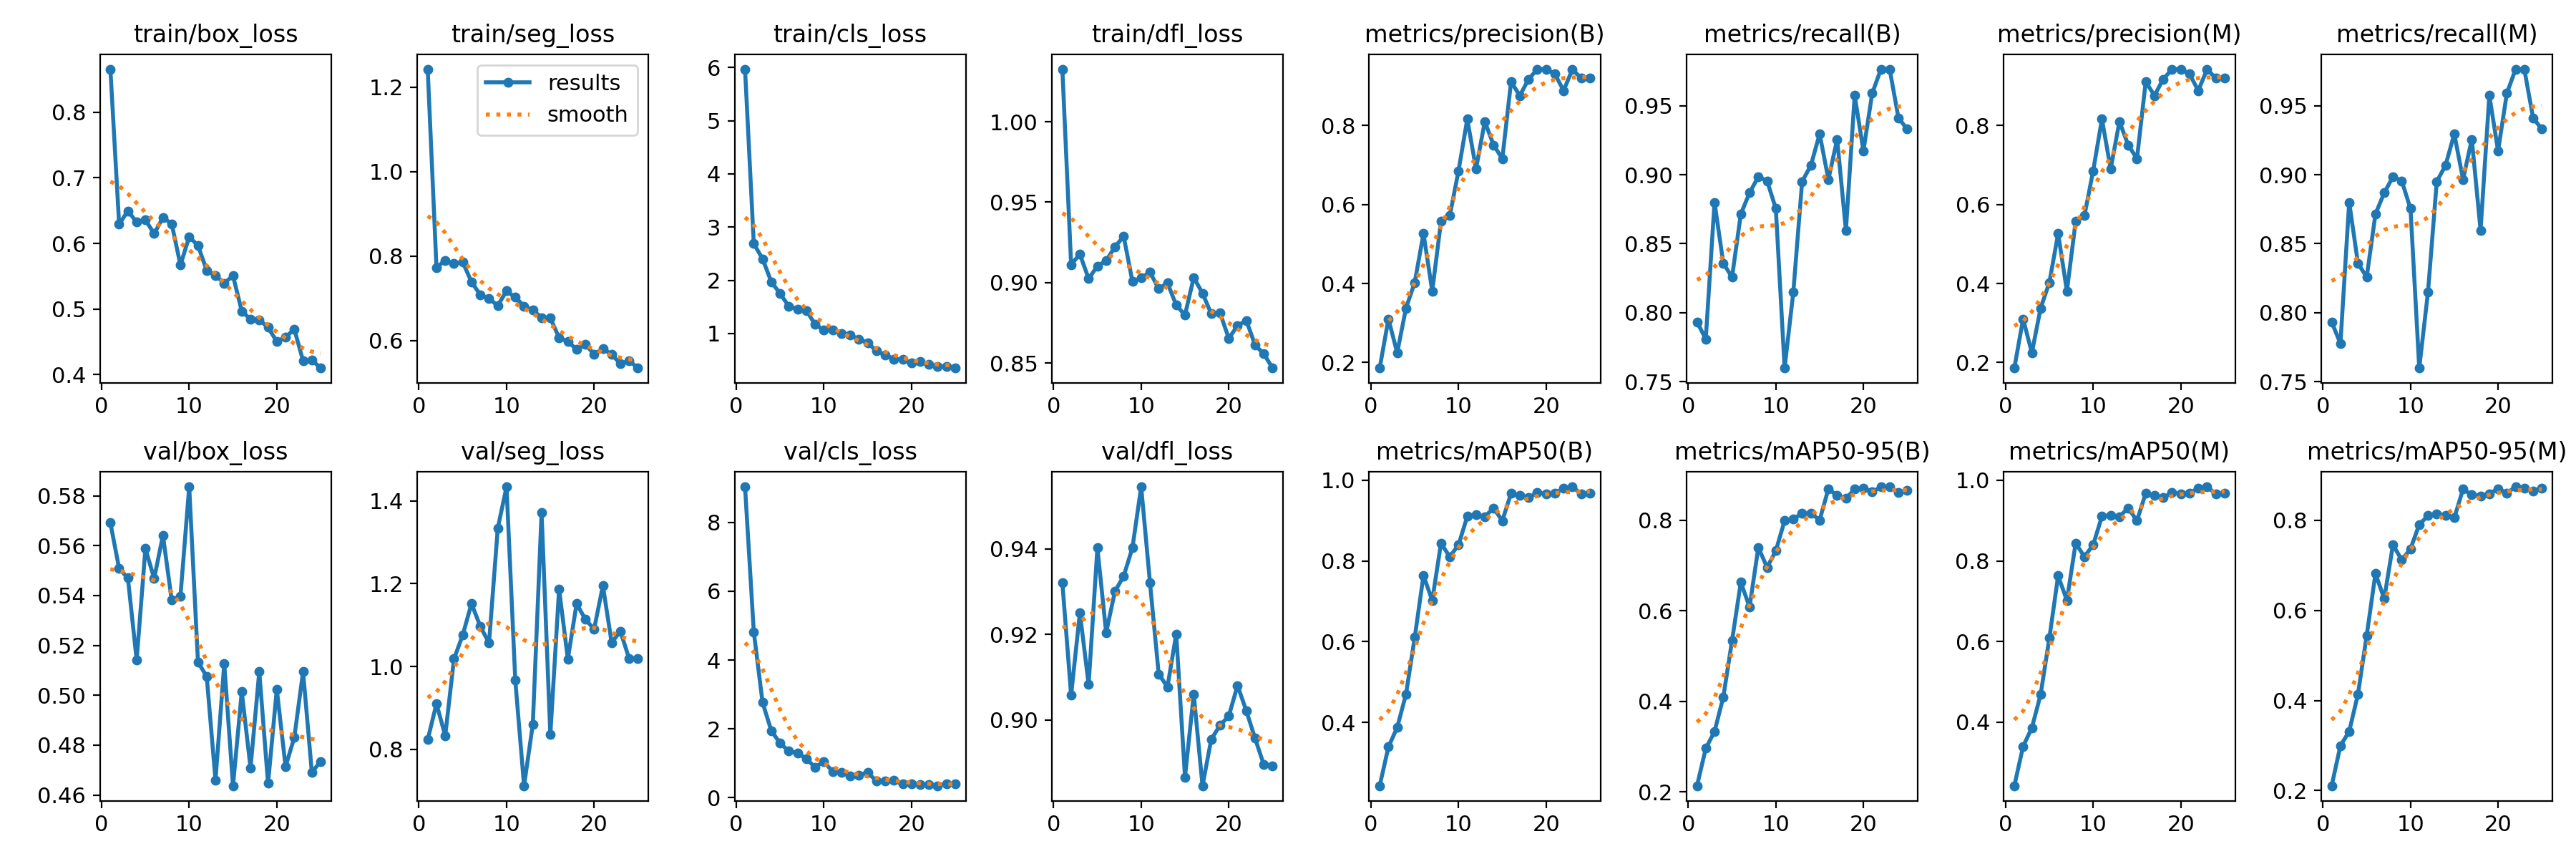 train/box_loss
train/seg_loss
train/cls_loss
train/dfl_loss
metrics/precision(B)
metrics/recall(B)
metrics/precision(M)
metrics/recall(M)
results
smooth
0.8
0.7
0.6
0.5
0.4
0 10 20
1.2
1.0
0.8
0.6
0 10 20
6
5
4
3
2
1
0 10 20
1.00
0.95
0.90
0.85
0 10 20
0.8
0.6
0.4
0.2
0 10 20
0.95
0.90
0.85
0.80
0.75
0 10 20
0.8
0.6
0.4
0.2
0 10 20
0.95
0.90
0.85
0.80
0.75
0 10 20
val/box_loss
val/seg_loss
val/cls_loss
val/dfl_loss
metrics/mAP50(B)
metrics/mAP50-95(B)
metrics/mAP50(M)
metrics/mAP50-95(M)
0.58
0.56
0.54
0.52
0.50
0.48
0.46
0 10 20
1.4
1.2
1.0
0.8
0 10 20
8
6
4
2
0
0 10 20
0.94
0.92
0.90
0 10 20
1.0
0.8
0.6
0.4
0 10 20
0.8
0.6
0.4
0.2
0 10 20
1.0
0.8
0.6
0.4
0 10 20
0.8
0.6
0.4
0.2
0 10 20